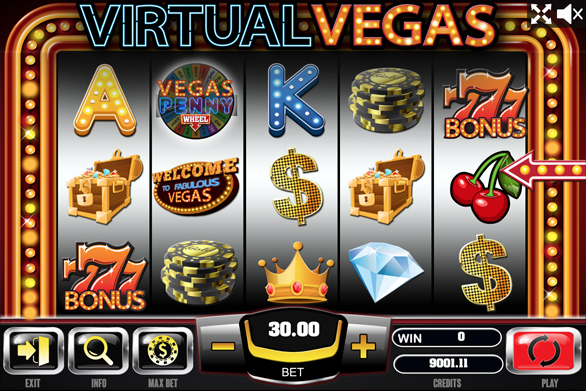 VIRTUAL VEGAS
A
VEGAS
PENNY
WHEEL
K
777
BONUS
WELCOME
TO FABULOUS
VEGAS
$
777
BONUS
$
30.00
BET
WIN 0
9001.11
EXIT
INFO
$
MAX BET
CREDITS
PLAY